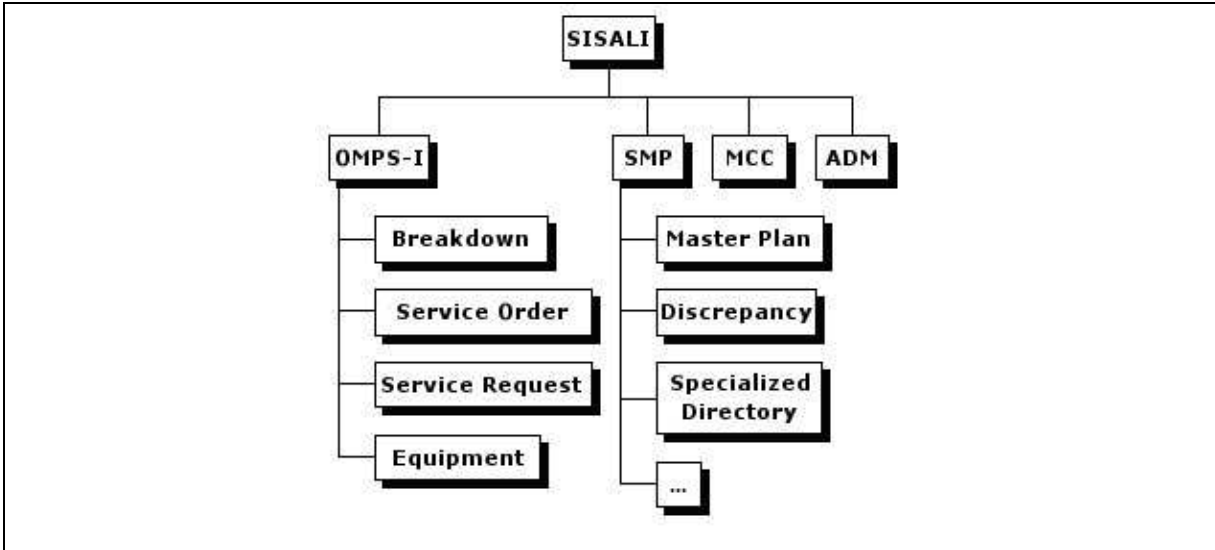 SISALI
OMPS-I
SMP
MCC
ADM
Breakdown
Service Order
Service Request
Equipment
Master Plan
Discrepancy
Specialized
Directory
...